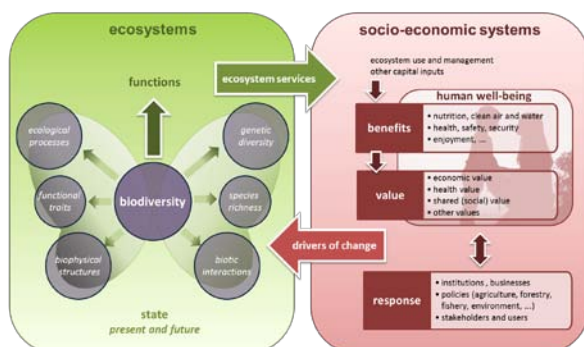 ecosystems
functions
ecological
processes
genetic
diversity
functional
traits
biodiversity
species
richness
biophysical
structures
biotic
interactions
state
present and future
ecosystem services
drivers of change
socio-economic systems
ecosystem use and management
other capital inputs
human well-being
benefits
• nutrition, clean air and water
• health, safety, security
• enjoyment, ...
value
• economic value
• health value
• shared (social) value
• other values
response
• institutions , businesses
• policies (agriculture, forestry,
fishery, environment, ...)
• stakeholders and users